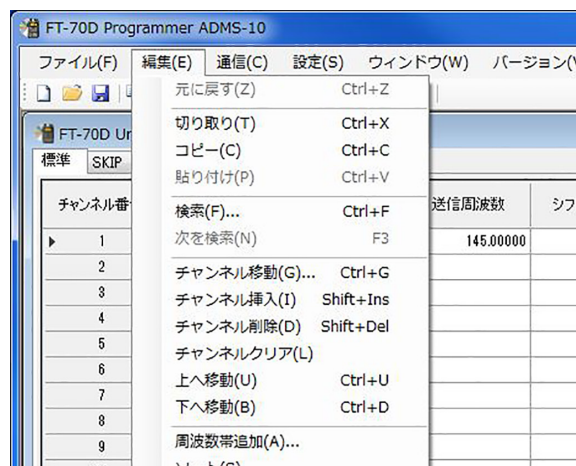 FT-70D Programmer ADMS-10
ファイル(F) 編集(E) 通信(C) 設定(S) ウィンドウ(W) バージョン(V
元に戻す(Z) Ctrl+Z
FT-70D Un
切り取り(T) Ctrl+X
コピー(C) Ctrl+C
標準 SKIP
貼り付け(P) Ctrl+V
チャンネル番 検索(F)... Ctrl+F 送信周波数 シフ
1 次を検索(N) F3 145.00000
2 チャンネル移動(G)... Ctrl+G
3 チャンネル挿入(I) Shift+Ins
4 チャンネル削除(D) Shift+Del
5 チャンネルクリア(L)
6 上へ移動(U) Ctrl+U
7 下へ移動(B) Ctrl+D
8
9 周波数帯追加(A)...